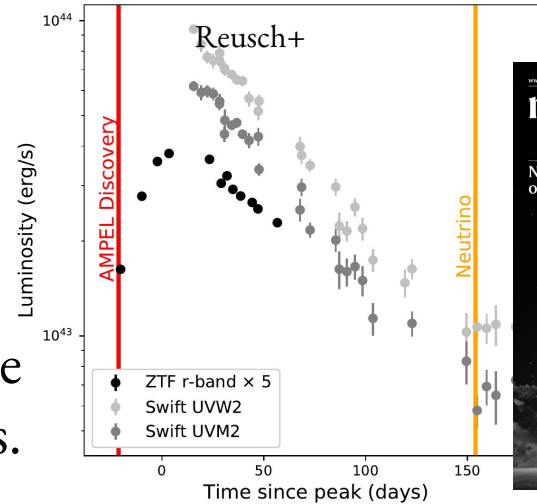 10⁴⁴
Reusch+
AMPEL Discovery
Neutrino
Luminosity (erg/s)
10⁴³
e
s.
ZTF r-band × 5
Swift UVW2
Swift UVM2
0 50 100 150
Time since peak (days)